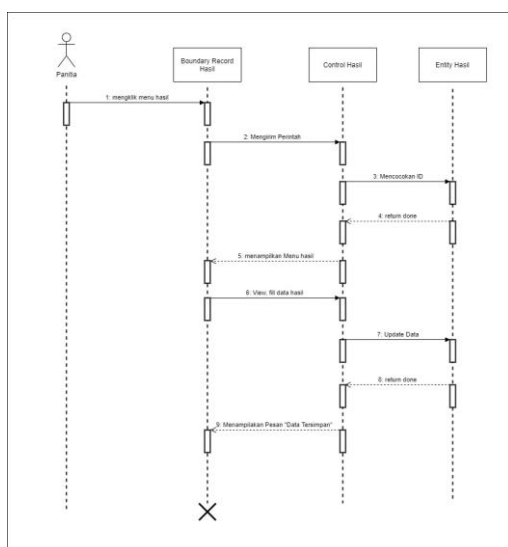 Panitia
Boundary Record
Hasil
Control Hasil
Entity Hasil
1: mengklik menu hasil
2: Mengirim Perintah
3: Mencocokan ID
4: return done
5: menampilkan Menu hasil
6: View, fill data hasil
7: Update Data
8: return done
9: Menampilakan Pesan "Data Tersimpan"